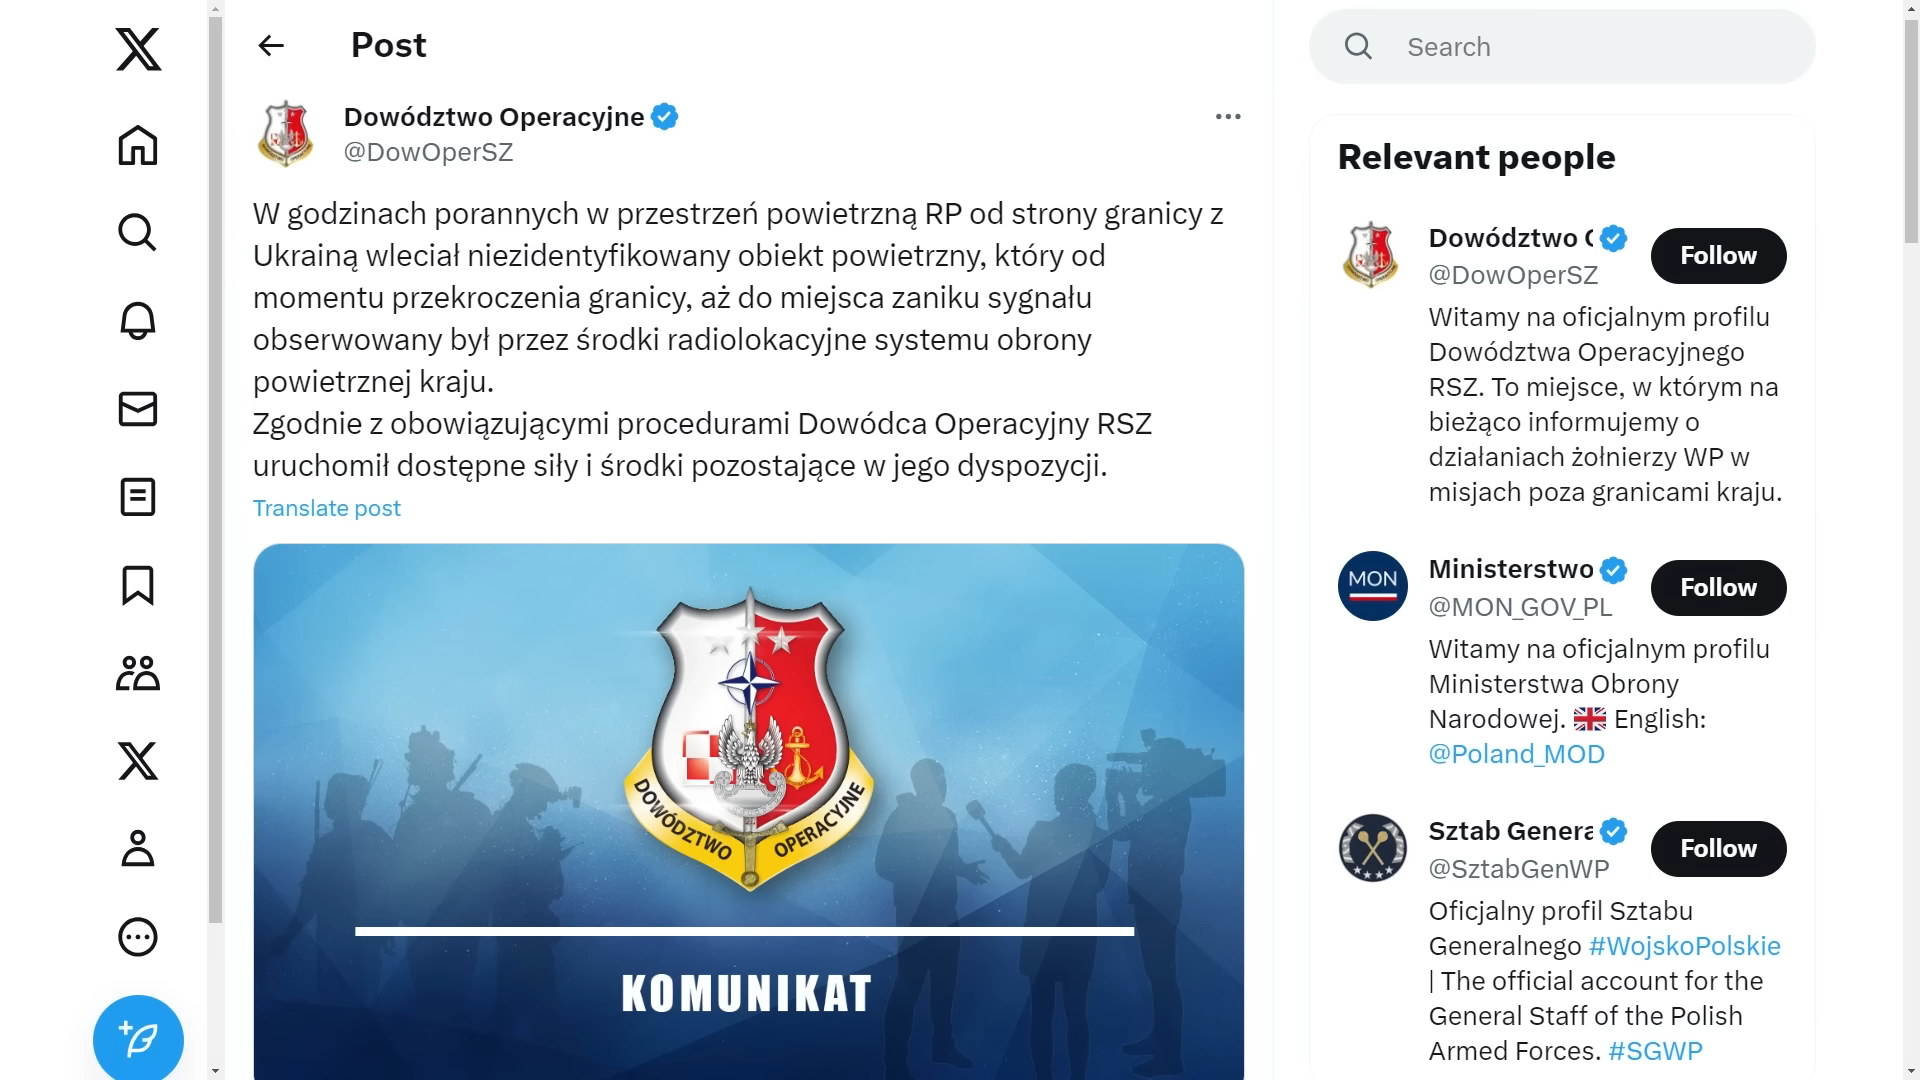 Post
Dowództwo Operacyjne
@DowOperSZ
W godzinach porannych w przestrzeń powietrzną RP od strony granicy z
Ukrainą wleciał niezidentyfikowany obiekt powietrzny, który od
momentu przekroczenia granicy, aż do miejsca zaniku sygnału
obserwowany był przez środki radiolokacyjne systemu obrony
powietrznej kraju.
Zgodnie z obowiązującymi procedurami Dowódca Operacyjny RSZ
uruchomił dostępne siły i środki pozostające w jego dyspozycji.
Translate post
DOWÓDZTWO OPERACYJNE
KOMUNIKAT
Search
Relevant people
Dowództwo
@DowOperSZ
Follow
Witamy na oficjalnym profilu
Dowództwa Operacyjnego
RSZ. To miejsce, w którym na
bieżąco informujemy o
działaniach żołnierzy WP w
misjach poza granicami kraju.
MON
Ministerstwo
@MON_GOV_PL
Follow
Witamy na oficjalnym profilu
Ministerstwa Obrony
Narodowej. 🇬🇧 English:
@Poland_MOD
Sztab Genera
@SztabGenWP
Follow
Oficjalny profil Sztabu
Generalnego #WojskoPolskie
| The official account for the
General Staff of the Polish
Armed Forces. #SGWP